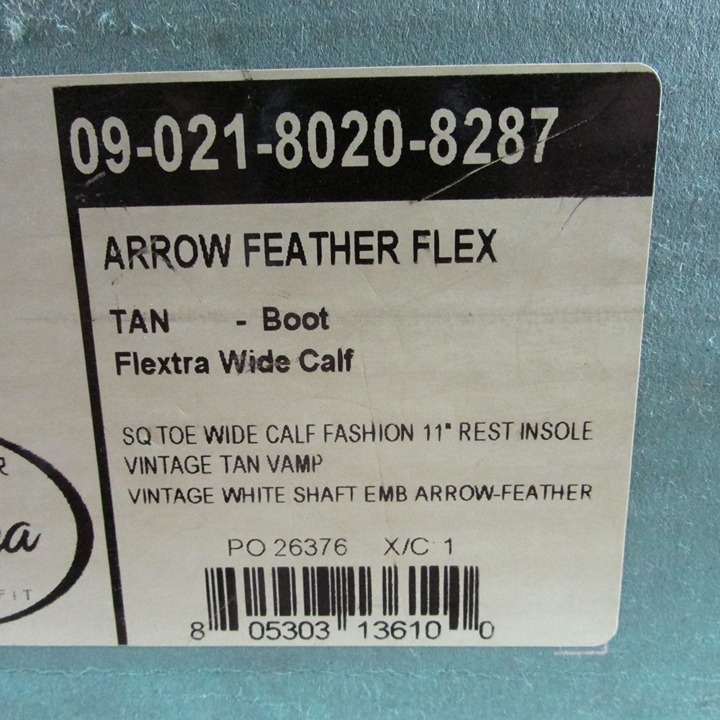 09-021-8020-8287
ARROW FEATHER FLEX
TAN - Boot
Flextra Wide Calf
SQ TOE WIDE CALF FASHION 11" REST INSOLE
VINTAGE TAN VAMP
VINTAGE WHITE SHAFT EMB ARROW-FEATHER
PO 26376 X/C 1
8 05303 13610 0
FIT